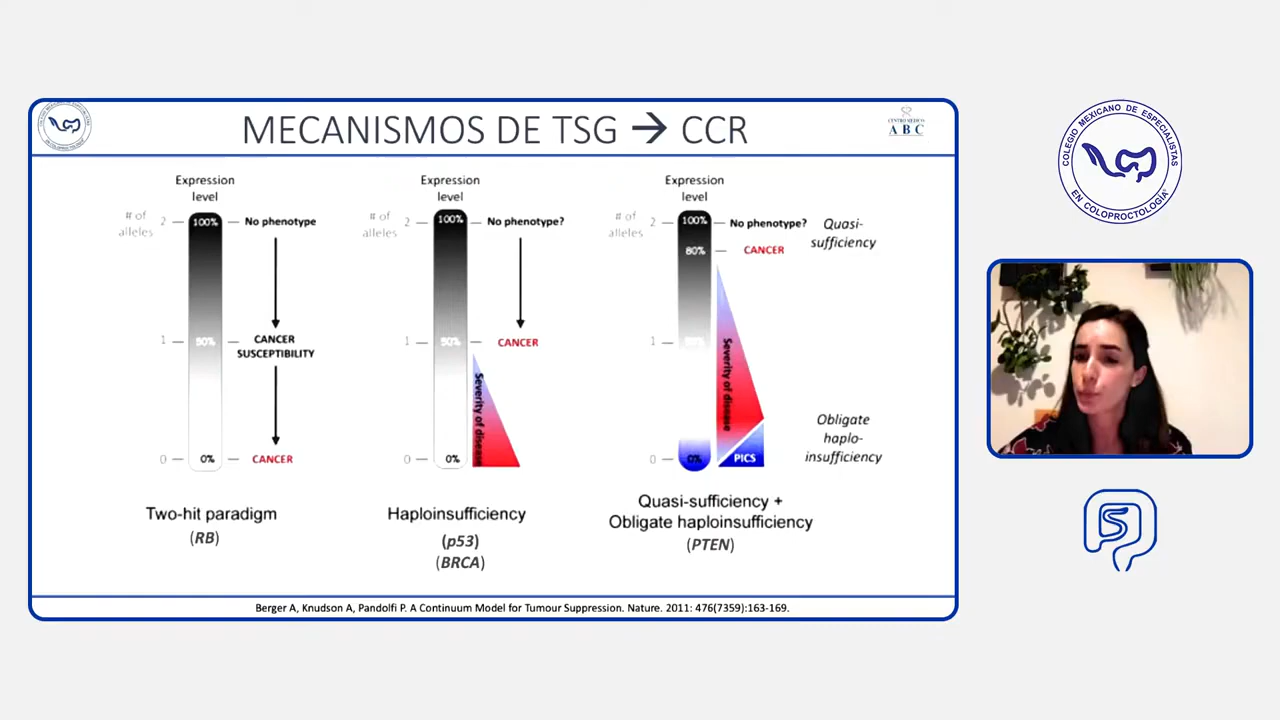 MECANISMOS DE TSG → CCR
CENTRO MEDICO
ABC
Expression
level
# of
alleles
2
100%
No phenotype
1
50%
CANCER
SUSCEPTIBILITY
0
0%
CANCER
Two-hit paradigm
(RB)
Expression
level
# of
alleles
2
100%
No phenotype?
1
50%
CANCER
Severity of disease
0
0%
Haploinsufficiency
(p53)
(BRCA)
Expression
level
# of
alleles
2
100%
No phenotype?
Quasi-
sufficiency
80%
CANCER
1
50%
Severity of disease
Obligate
haplo-
insufficiency
0
0%
PICS
Quasi-sufficiency +
Obligate haploinsufficiency
(PTEN)
Berger A, Knudson A, Pandolfi P. A Continuum Model for Tumour Suppression. Nature. 2011: 476(7359):163-169.
COLEGIO MEXICANO DE ESPECIALISTAS
EN COLOPROCTOLOGIA